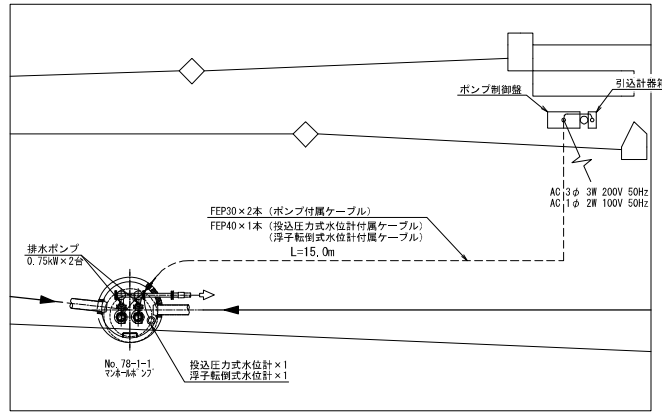 ポンプ制御盤
引込計器箱
AC 3φ 3W 200V 50Hz
AC 1φ 2W 100V 50Hz
FEP30×2本 (ポンプ付属ケーブル)
FEP40×1本 (投込圧力式水位計付属ケーブル)
(浮子転倒式水位計付属ケーブル)
L=15.0m
排水ポンプ
0.75kW×2台
No.78-1-1
マンホールポンプ
投込圧力式水位計×1
浮子転倒式水位計×1